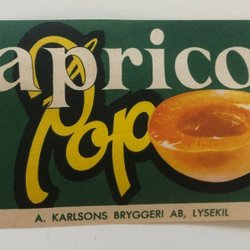 aprico
Pop
A. KARLSONS BRYGGERI AB, LYSEKIL